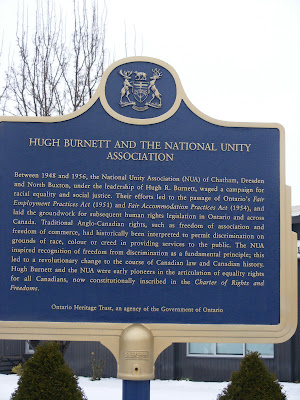 HUGH BURNETT AND THE NATIONAL UNITY
ASSOCIATION
Between 1948 and 1956, the National Unity Association (NUA) of Chatham, Dresden
and North Buxton, under the leadership of Hugh R. Burnett, waged a campaign for
racial equality and social justice. Their efforts led to the passage of Ontario's Fair
Employment Practices Act (1951) and Fair Accommodation Practices Act (1954), and
laid the groundwork for subsequent human rights legislation in Ontario and across
Canada. Traditional Anglo-Canadian rights, such as freedom of association and
freedom of commerce, had historically been interpreted to permit discrimination on
grounds of race, colour or creed in providing services to the public. The NUA
inspired recognition of freedom from discrimination as a fundamental principle; this
led to a revolutionary change to the course of Canadian law and Canadian history.
Hugh Burnett and the NUA were early pioneers in the articulation of equality rights
for all Canadians, now constitutionally inscribed in the Charter of Rights and
Freedoms.
Ontario Heritage Trust, an agency of the Government of Ontario